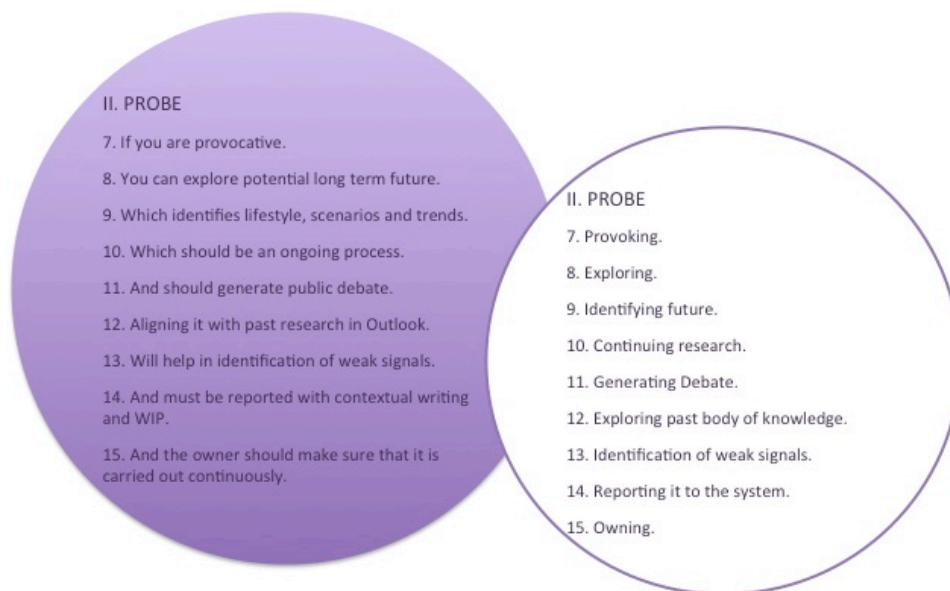 II. PROBE
7. If you are provocative.
8. You can explore potential long term future.
9. Which identifies lifestyle, scenarios and trends.
10. Which should be an ongoing process.
11. And should generate public debate.
12. Aligning it with past research in Outlook.
13. Will help in identification of weak signals.
14. And must be reported with contextual writing
and WIP.
15. And the owner should make sure that it is
carried out continuously.
II. PROBE
7. Provoking.
8. Exploring.
9. Identifying future.
10. Continuing research.
11. Generating Debate.
12. Exploring past body of knowledge.
13. Identification of weak signals.
14. Reporting it to the system.
15. Owning.